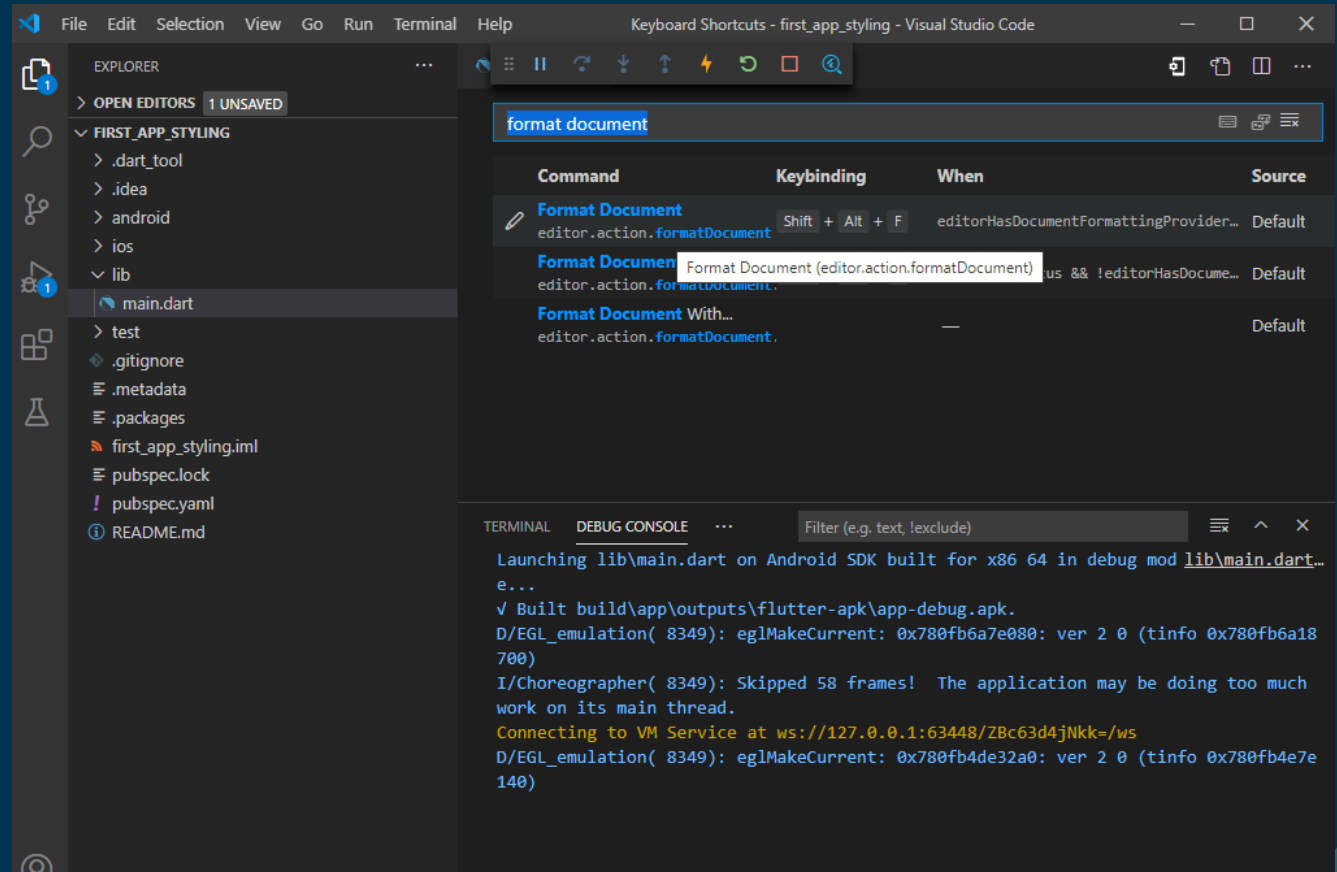 File Edit Selection View Go Run Terminal Help Keyboard Shortcuts - first_app_styling - Visual Studio Code
EXPLORER
1
OPEN EDITORS 1 UNSAVED
FIRST_APP_STYLING
.dart_tool
.idea
android
ios
lib
main.dart
test
.gitignore
.metadata
.packages
first_app_styling.iml
pubspec.lock
pubspec.yaml
README.md
1
format document
Command Keybinding When Source
Format Document Shift + Alt + F editorHasDocumentFormattingProvider… Default
editor.action.formatDocument
Format Documen us && !editorHasDocume… Default
editor.action.formatDocument.
Format Document (editor.action.formatDocument)
Format Document With... — Default
editor.action.formatDocument.
TERMINAL DEBUG CONSOLE ··· Filter (e.g. text, !exclude)
Launching lib\main.dart on Android SDK built for x86 64 in debug mod lib\main.dart…
e...
√ Built build\app\outputs\flutter-apk\app-debug.apk.
D/EGL_emulation( 8349): eglMakeCurrent: 0x780fb6a7e080: ver 2 0 (tinfo 0x780fb6a18
700)
I/Choreographer( 8349): Skipped 58 frames!  The application may be doing too much
work on its main thread.
Connecting to VM Service at ws://127.0.0.1:63448/ZBc63d4jNkk=/ws
D/EGL_emulation( 8349): eglMakeCurrent: 0x780fb4de32a0: ver 2 0 (tinfo 0x780fb4e7e
140)